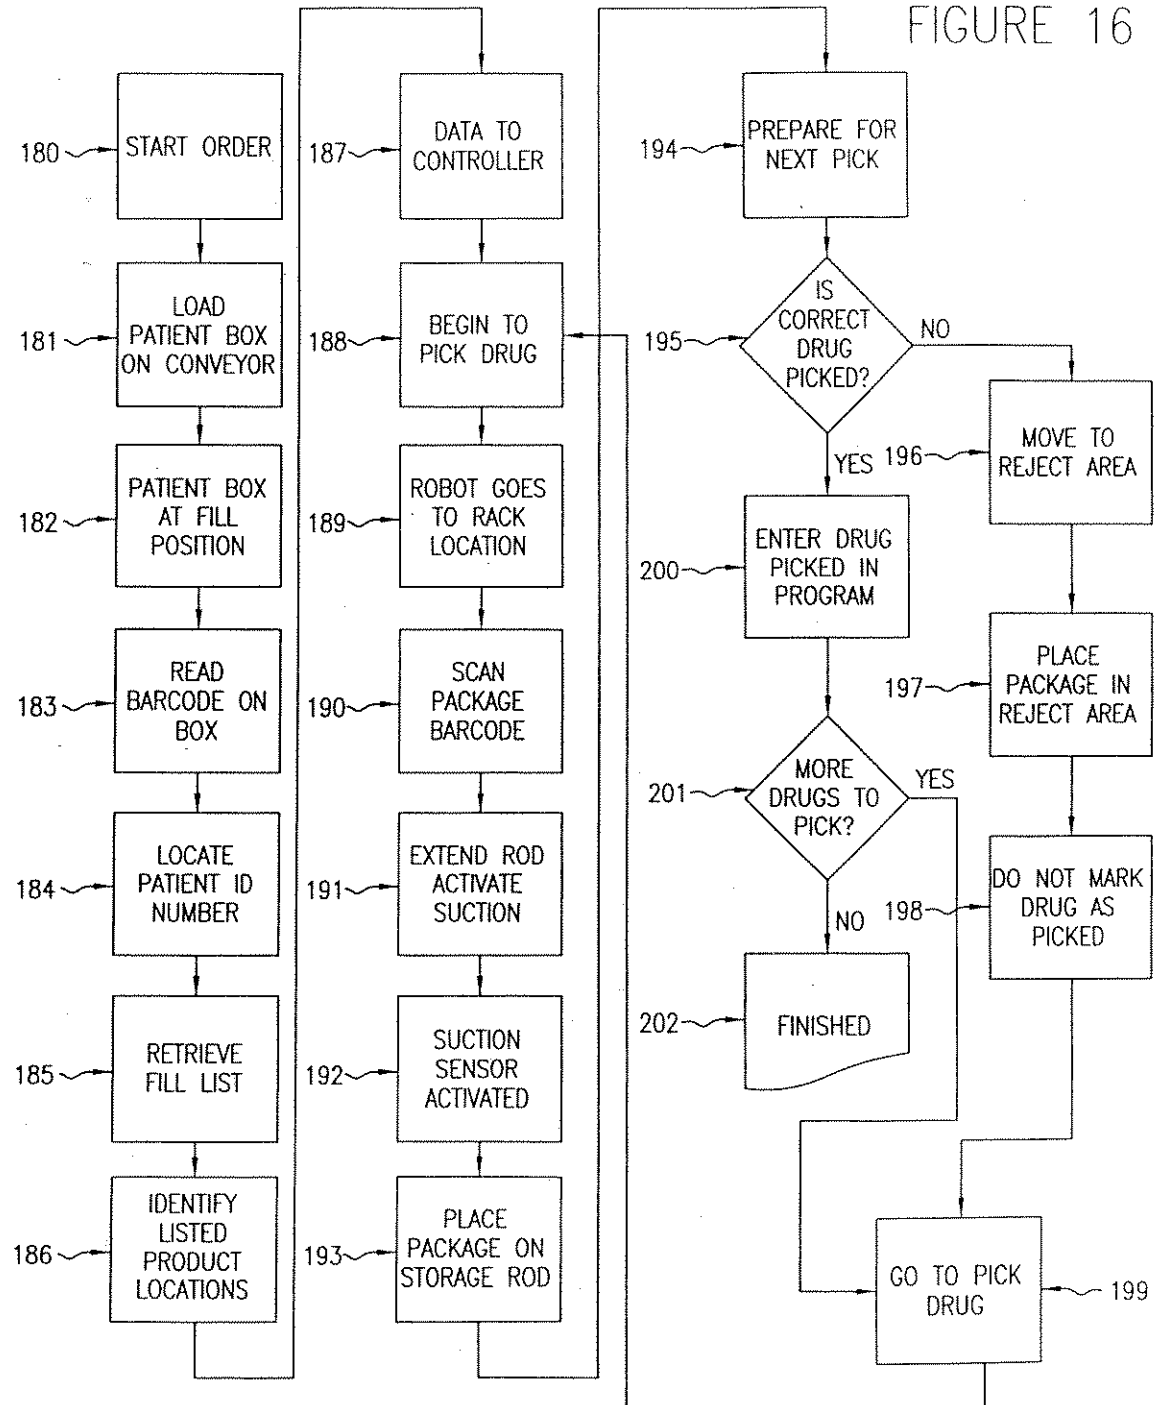 FIGURE 16
180
START ORDER
181
LOAD
PATIENT BOX
ON CONVEYOR
182
PATIENT BOX
AT FILL
POSITION
183
READ
BARCODE ON
BOX
184
LOCATE
PATIENT ID
NUMBER
185
RETRIEVE
FILL LIST
186
IDENTIFY
LISTED
PRODUCT
LOCATIONS
187
DATA TO
CONTROLLER
188
BEGIN TO
PICK DRUG
189
ROBOT GOES
TO RACK
LOCATION
190
SCAN
PACKAGE
BARCODE
191
EXTEND ROD
ACTIVATE
SUCTION
192
SUCTION
SENSOR
ACTIVATED
193
PLACE
PACKAGE ON
STORAGE ROD
194
PREPARE FOR
NEXT PICK
195
IS
CORRECT
DRUG
PICKED?
NO
YES
196
MOVE TO
REJECT AREA
197
PLACE
PACKAGE IN
REJECT AREA
198
DO NOT MARK
DRUG AS
PICKED
200
ENTER DRUG
PICKED IN
PROGRAM
201
MORE
DRUGS TO
PICK?
YES
NO
202
FINISHED
GO TO PICK
DRUG
199